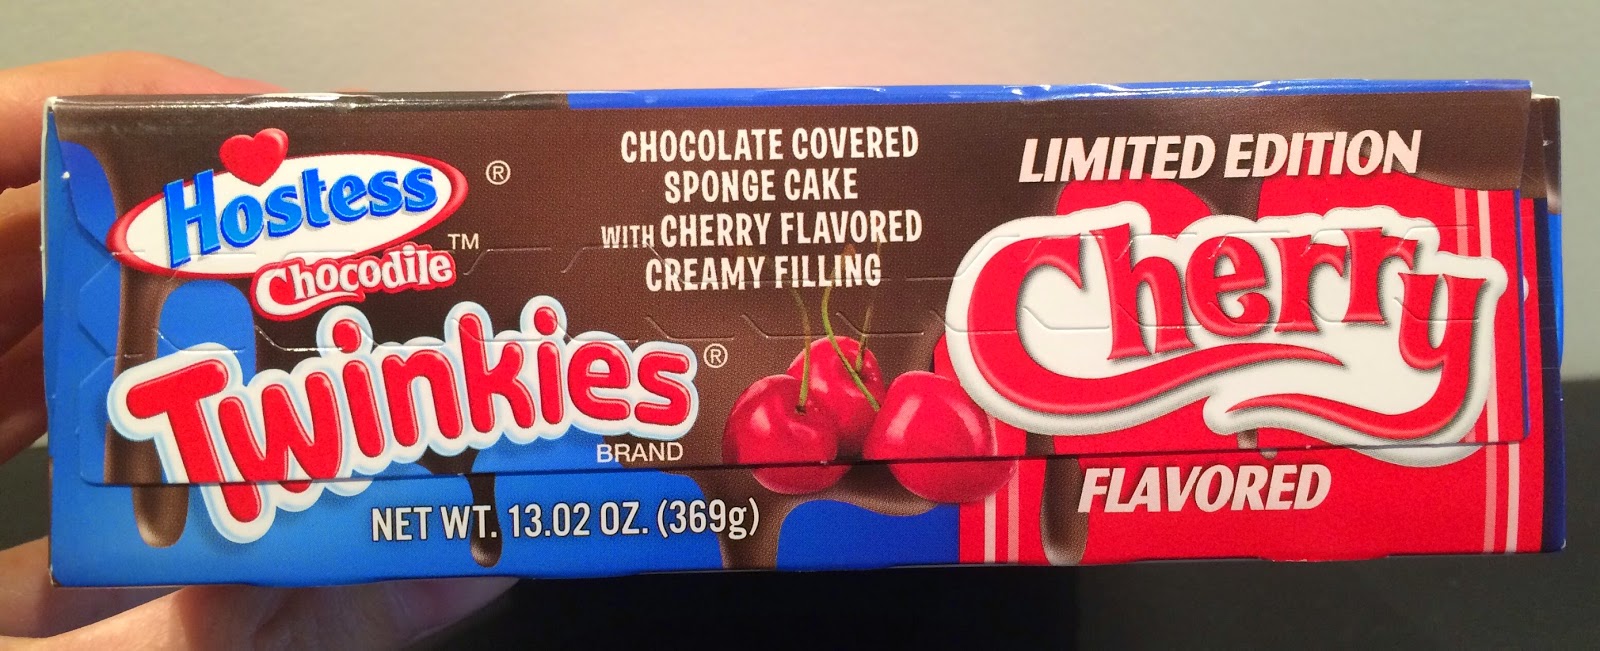 Hostess®
Chocodile™
Twinkies®
BRAND
NET WT. 13.02 OZ. (369g)
CHOCOLATE COVERED
SPONGE CAKE
WITH CHERRY FLAVORED
CREAMY FILLING
LIMITED EDITION
Cherry
FLAVORED